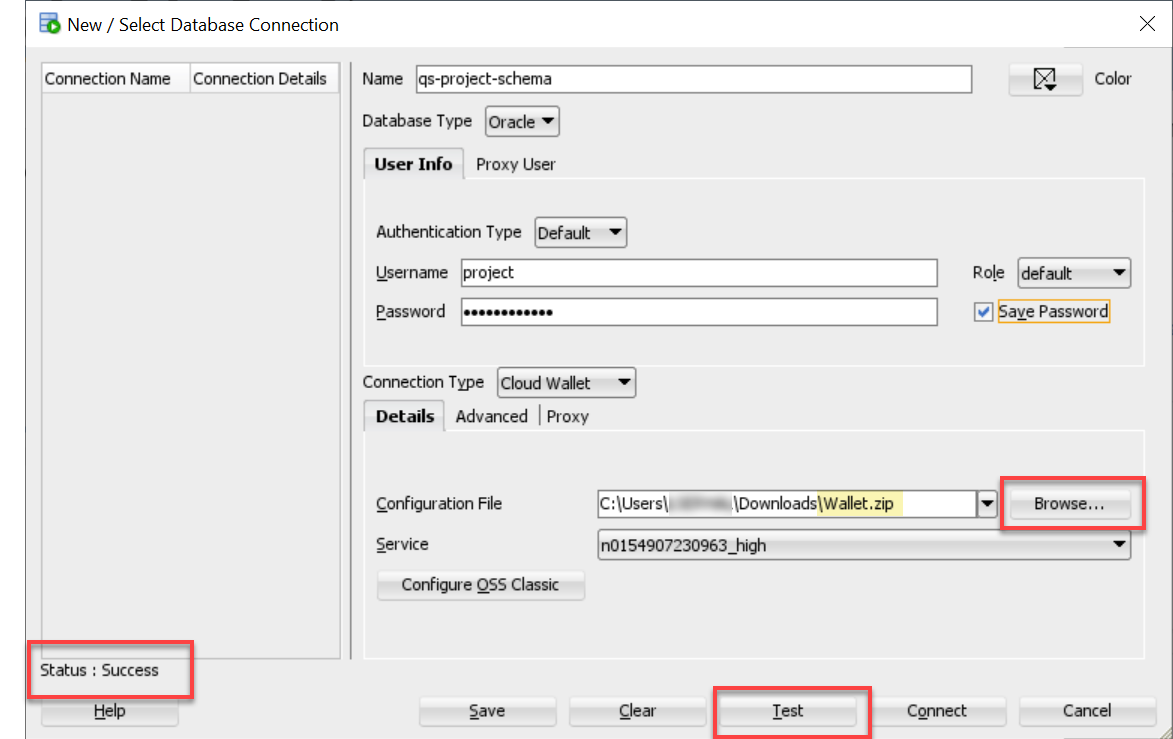 New / Select Database Connection
Connection Name Connection Details
Name qs-project-schema Color
Database Type Oracle
User Info Proxy User
Authentication Type Default
Username project Role default
Password •••••••••••• Save Password
Connection Type Cloud Wallet
Details Advanced Proxy
Configuration File C:\Users\ \Downloads\Wallet.zip Browse...
Service n0154907230963_high
Configure OSS Classic
Status : Success
Help Save Clear Test Connect Cancel